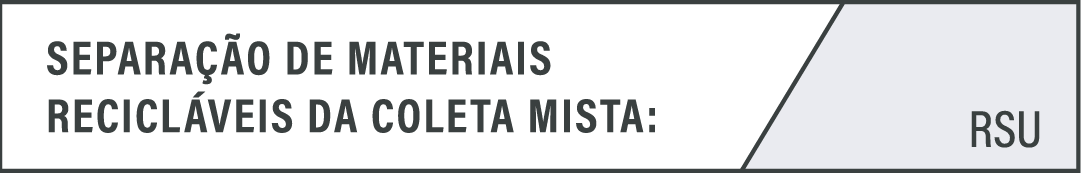 SEPARAÇÃO DE MATERIAIS
RECICLÁVEIS DA COLETA MISTA:
RSU